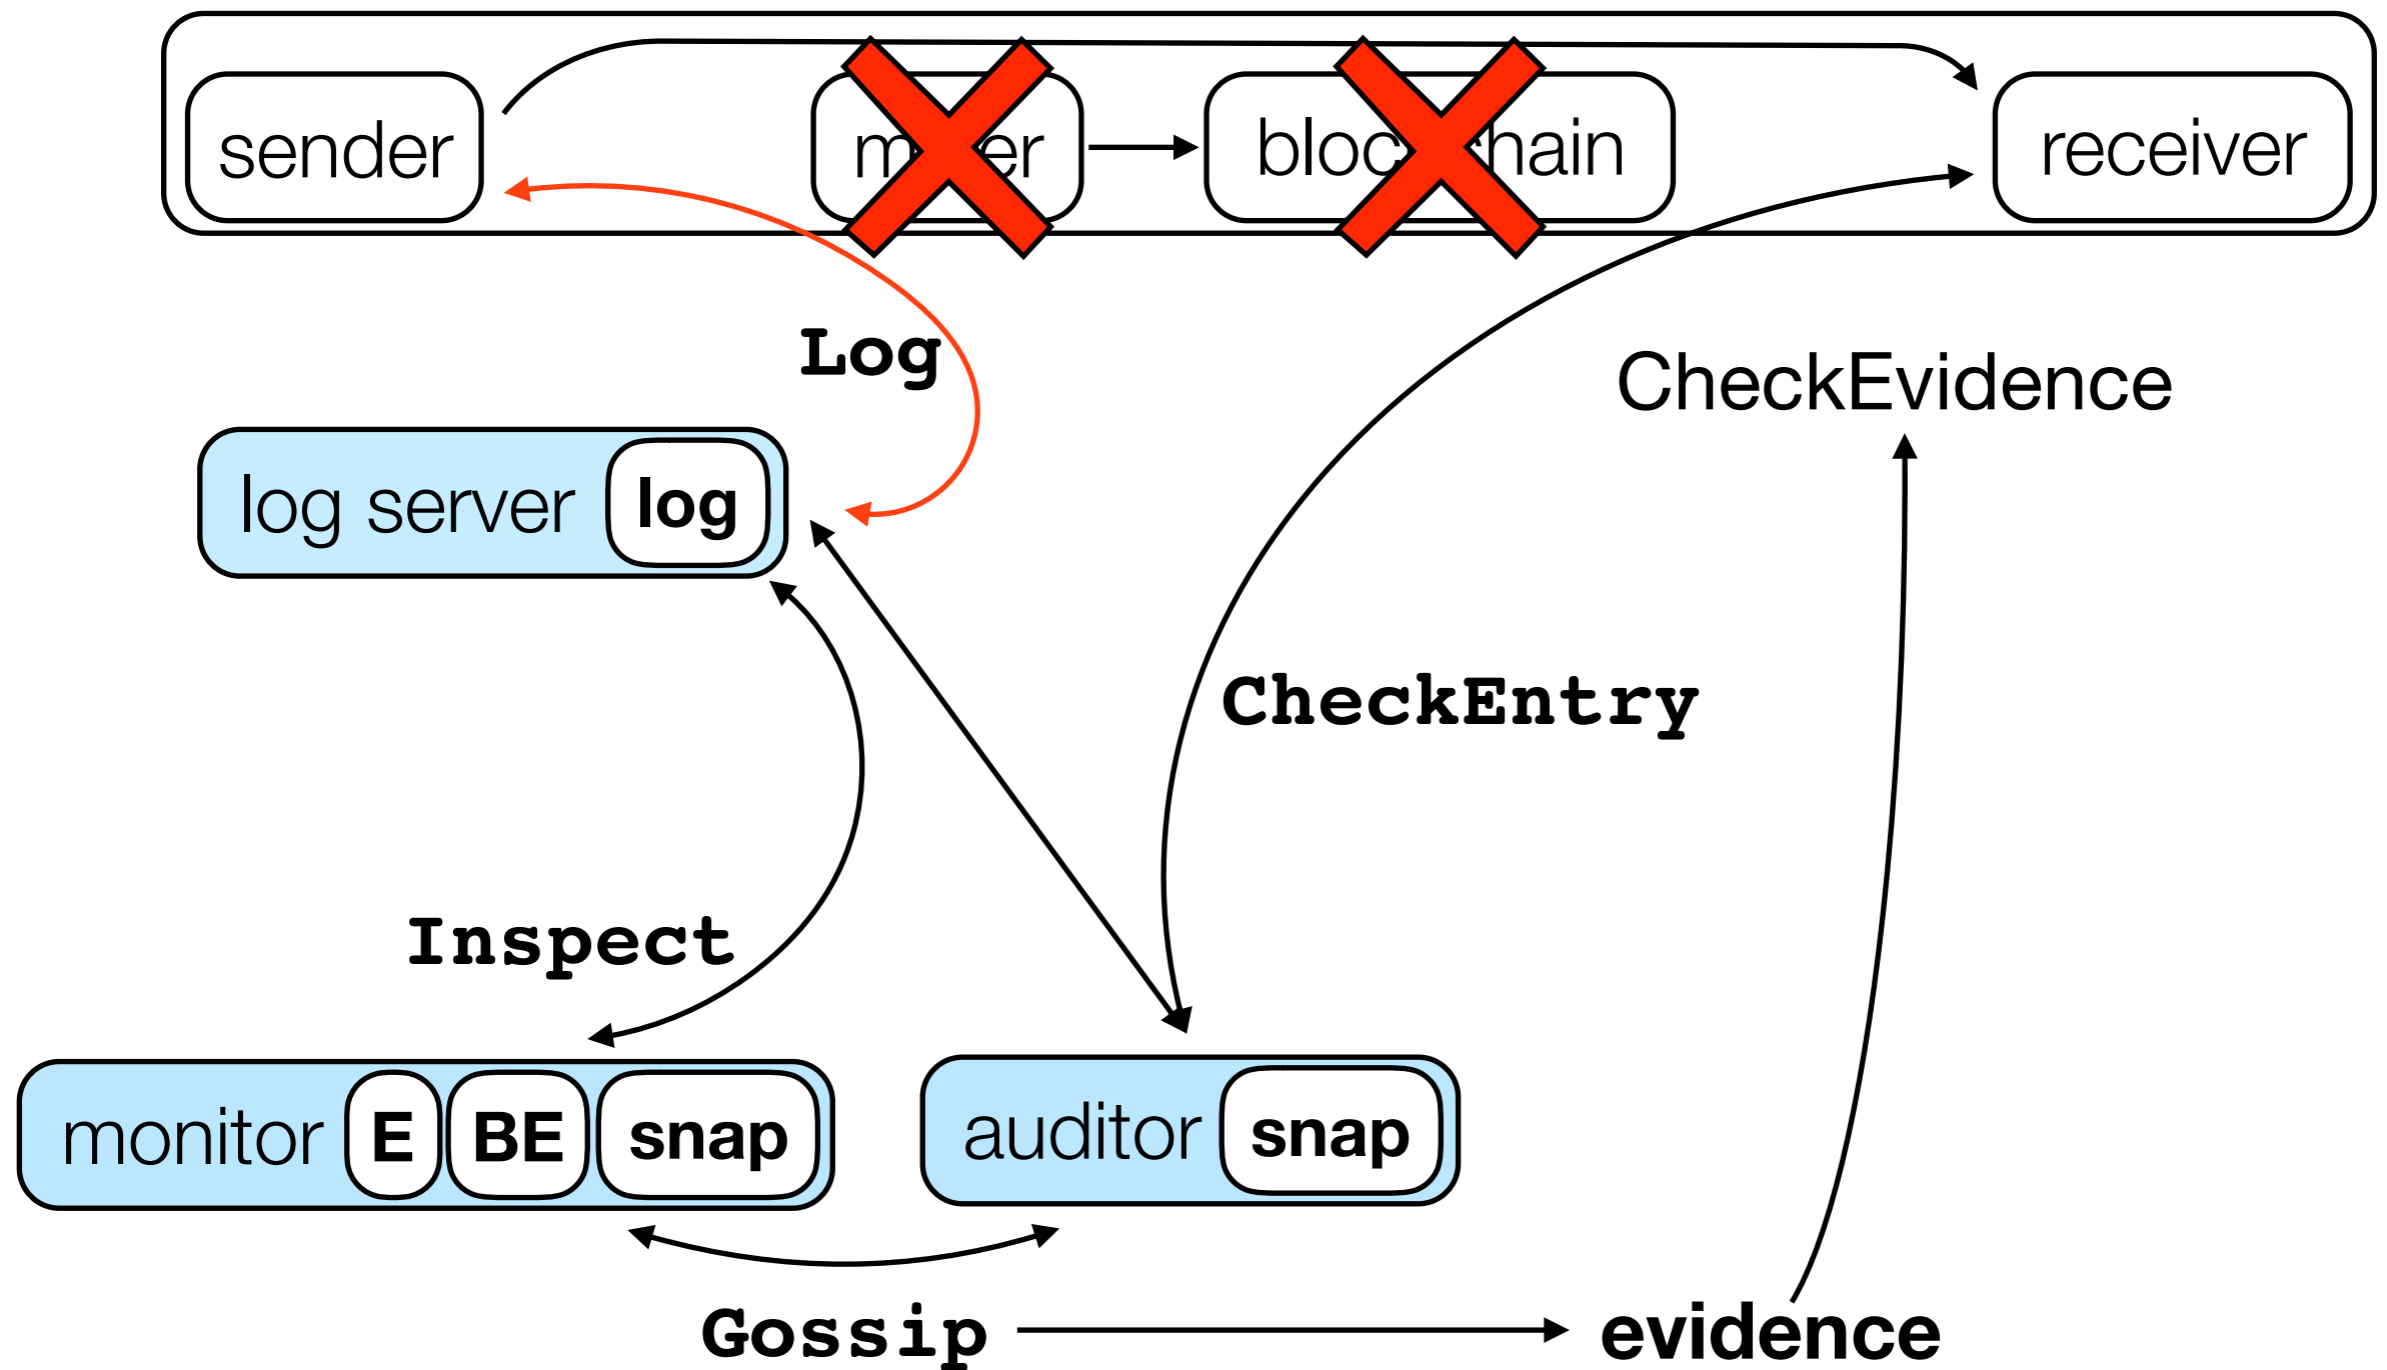 sender
receiver
Log
CheckEvidence
log server log
CheckEntry
Inspect
monitor E BE snap
auditor snap
Gossip
evidence